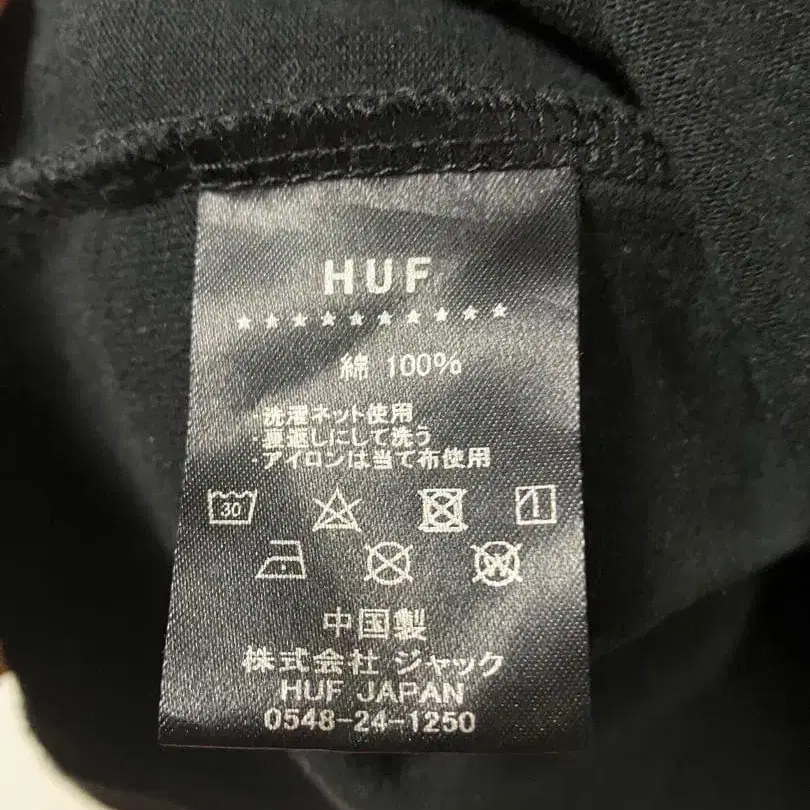 HUF
★★★★★★★★★★
綿 100%
・洗濯ネット使用
・裏返しにして洗う
・アイロンは当て布使用
30
W
中国製
株式会社 ジャック
HUF JAPAN
0548-24-1250